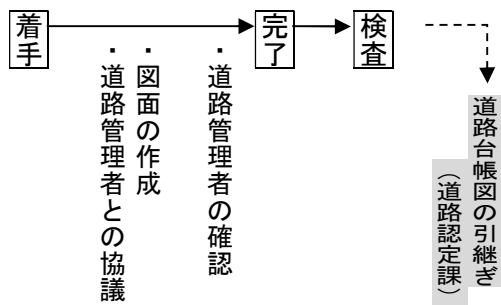 着手
完了
検査
・道路管理者との協議
・図面の作成
・道路管理者の確認
道路台帳図の引継ぎ
（道路認定課）